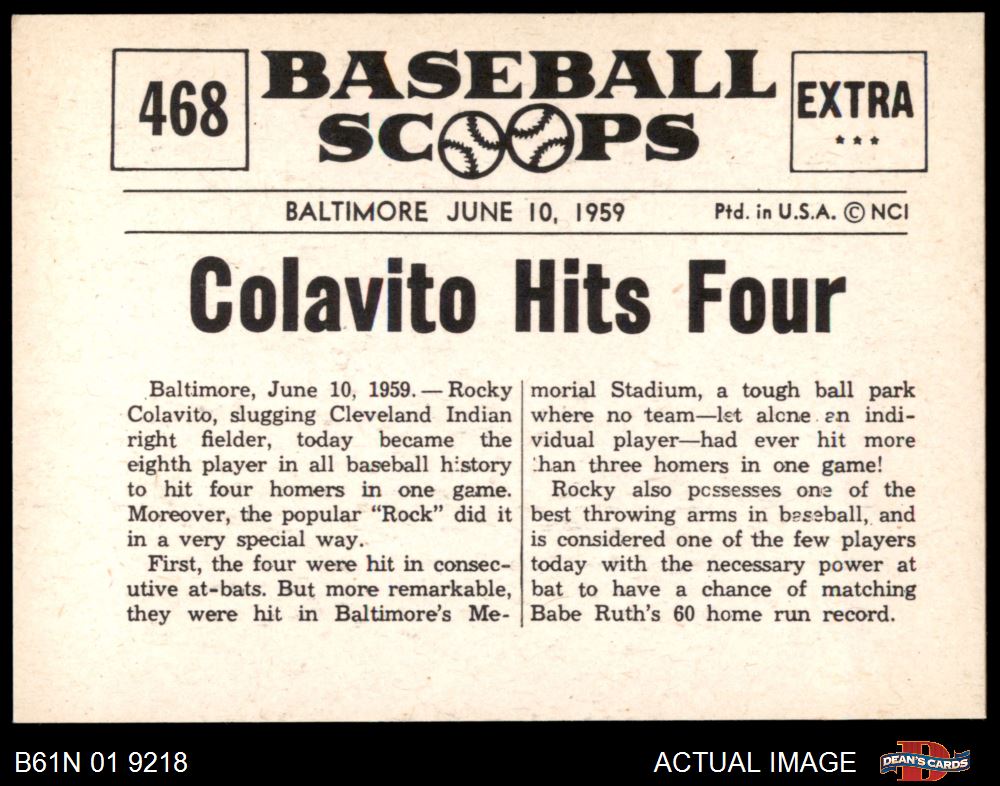 468
BASEBALL
SCOOPS
EXTRA
***
BALTIMORE JUNE 10, 1959
Ptd. in U.S.A. © NCI
Colavito Hits Four
Baltimore, June 10, 1959. — Rocky
Colavito, slugging Cleveland Indian
right fielder, today became the
eighth player in all baseball history
to hit four homers in one game.
Moreover, the popular "Rock" did it
in a very special way.
First, the four were hit in consec-
utive at-bats. But more remarkable,
they were hit in Baltimore's Me-
morial Stadium, a tough ball park
where no team—let alone an indi-
vidual player—had ever hit more
than three homers in one game!
Rocky also possesses one of the
best throwing arms in baseball, and
is considered one of the few players
today with the necessary power at
bat to have a chance of matching
Babe Ruth's 60 home run record.
B61N 01 9218
ACTUAL IMAGE
DEAN'S CARDS